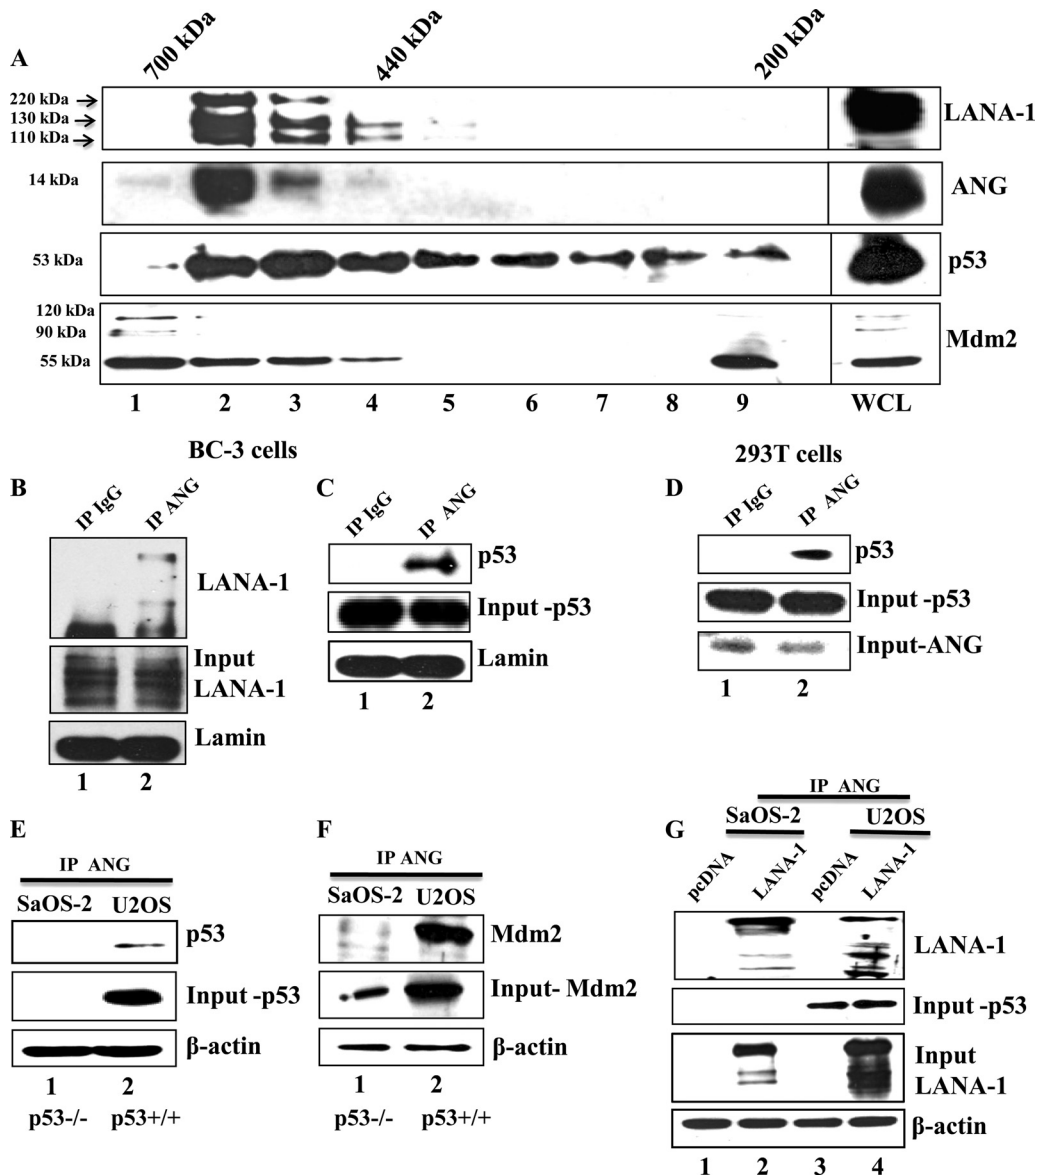 A
700 kDa
440 kDa
200 kDa
220 kDa
130 kDa
110 kDa
LANA-1
14 kDa
ANG
53 kDa
p53
120 kDa
90 kDa
55 kDa
Mdm2
1 2 3 4 5 6 7 8 9 WCL
BC-3 cells
293T cells
B
IP IgG
IP ANG
LANA-1
Input
LANA-1
Lamin
1 2
C
IP IgG
IP ANG
p53
Input -p53
Lamin
1 2
D
IP IgG
IP ANG
p53
Input -p53
Input-ANG
1 2
E
IP ANG
SaOS-2 U2OS
p53
Input -p53
β-actin
1 2
p53-/- p53+/+
F
IP ANG
SaOS-2 U2OS
Mdm2
Input- Mdm2
β-actin
1 2
p53-/- p53+/+
G
IP ANG
SaOS-2 U2OS
pcDNA
LANA-1
pcDNA
LANA-1
LANA-1
Input -p53
Input
LANA-1
β-actin
1 2 3 4